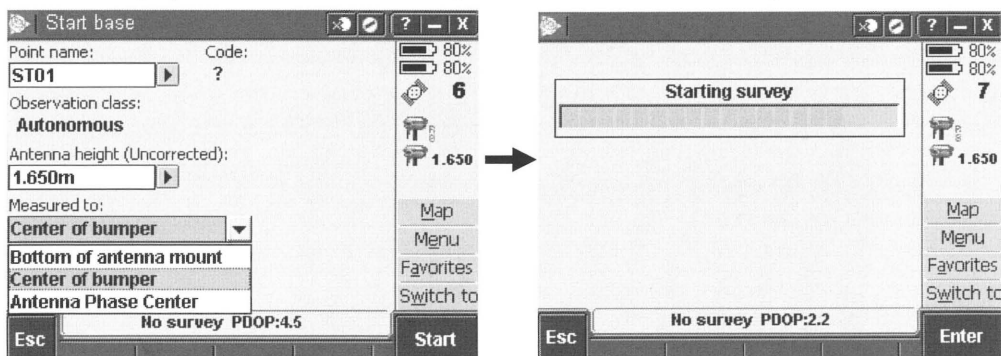 Start base
? — X
Point name:
Code:
ST01
?
Observation class:
Autonomous
Antenna height (Uncorrected):
1.650m
Measured to:
Center of bumper
Bottom of antenna mount
Center of bumper
Antenna Phase Center
80%
80%
6
1.650
Map
Menu
Favorites
Switch to
No survey PDOP:4.5
Esc
Start
? — X
Starting survey
80%
80%
7
1.650
Map
Menu
Favorites
Switch to
No survey PDOP:2.2
Esc
Enter